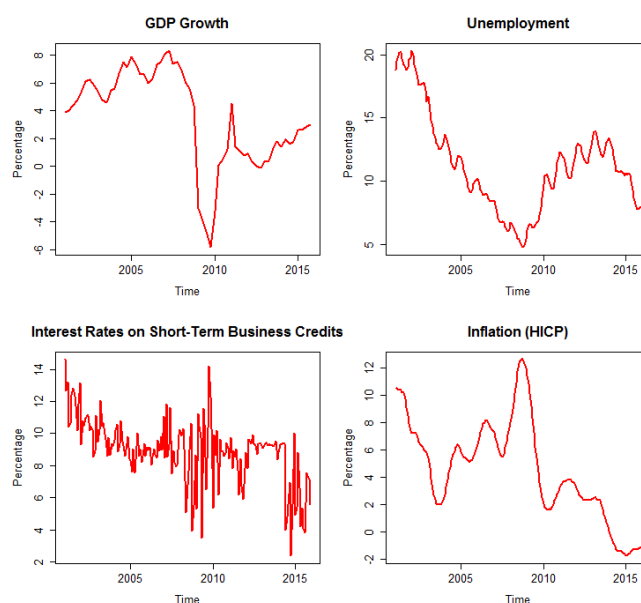 GDP Growth
Percentage
8
6
4
2
0
-2
-4
-6
2005 2010 2015
Time
Unemployment
Percentage
20
15
10
5
2005 2010 2015
Time
Interest Rates on Short-Term Business Credits
Percentage
14
12
10
8
6
4
2
2005 2010 2015
Time
Inflation (HICP)
Percentage
12
10
8
6
4
2
0
-2
2005 2010 2015
Time